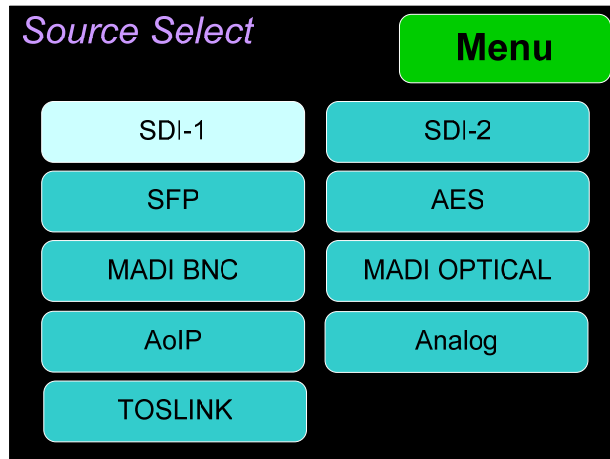 Source Select
Menu
SDI-1
SDI-2
SFP
AES
MADI BNC
MADI OPTICAL
AoIP
Analog
TOSLINK